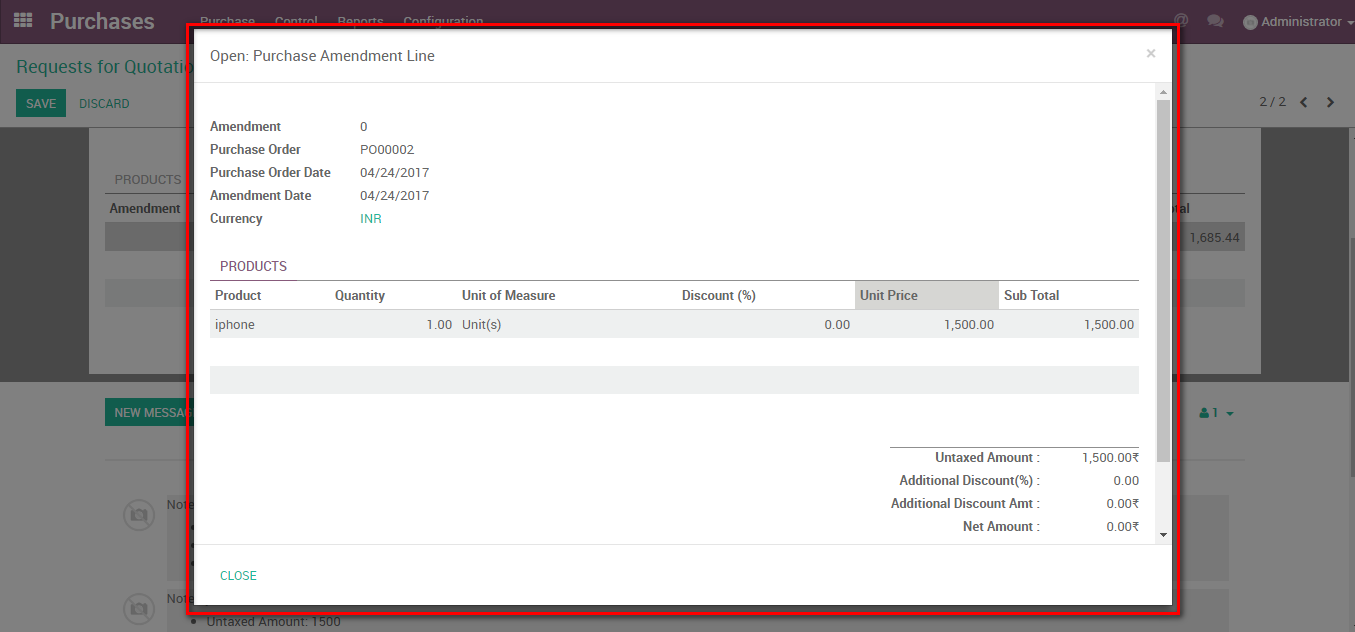 Purchases Purchase Control Reports Configuration @ Administrator
Open: Purchase Amendment Line ×
Requests for Quotatio
SAVE DISCARD 2 / 2
Amendment 0
Purchase Order PO00002
Purchase Order Date 04/24/2017
Amendment Date 04/24/2017
Currency INR
PRODUCTS
Amendment tal
1,685.44
PRODUCTS
Product Quantity Unit of Measure Discount (%) Unit Price Sub Total
iphone 1.00 Unit(s) 0.00 1,500.00 1,500.00
NEW MESSAG 1
Untaxed Amount : 1,500.00₹
Additional Discount(%) : 0.00
Additional Discount Amt : 0.00₹
Net Amount : 0.00₹
Note
CLOSE
Note
Untaxed Amount: 1500